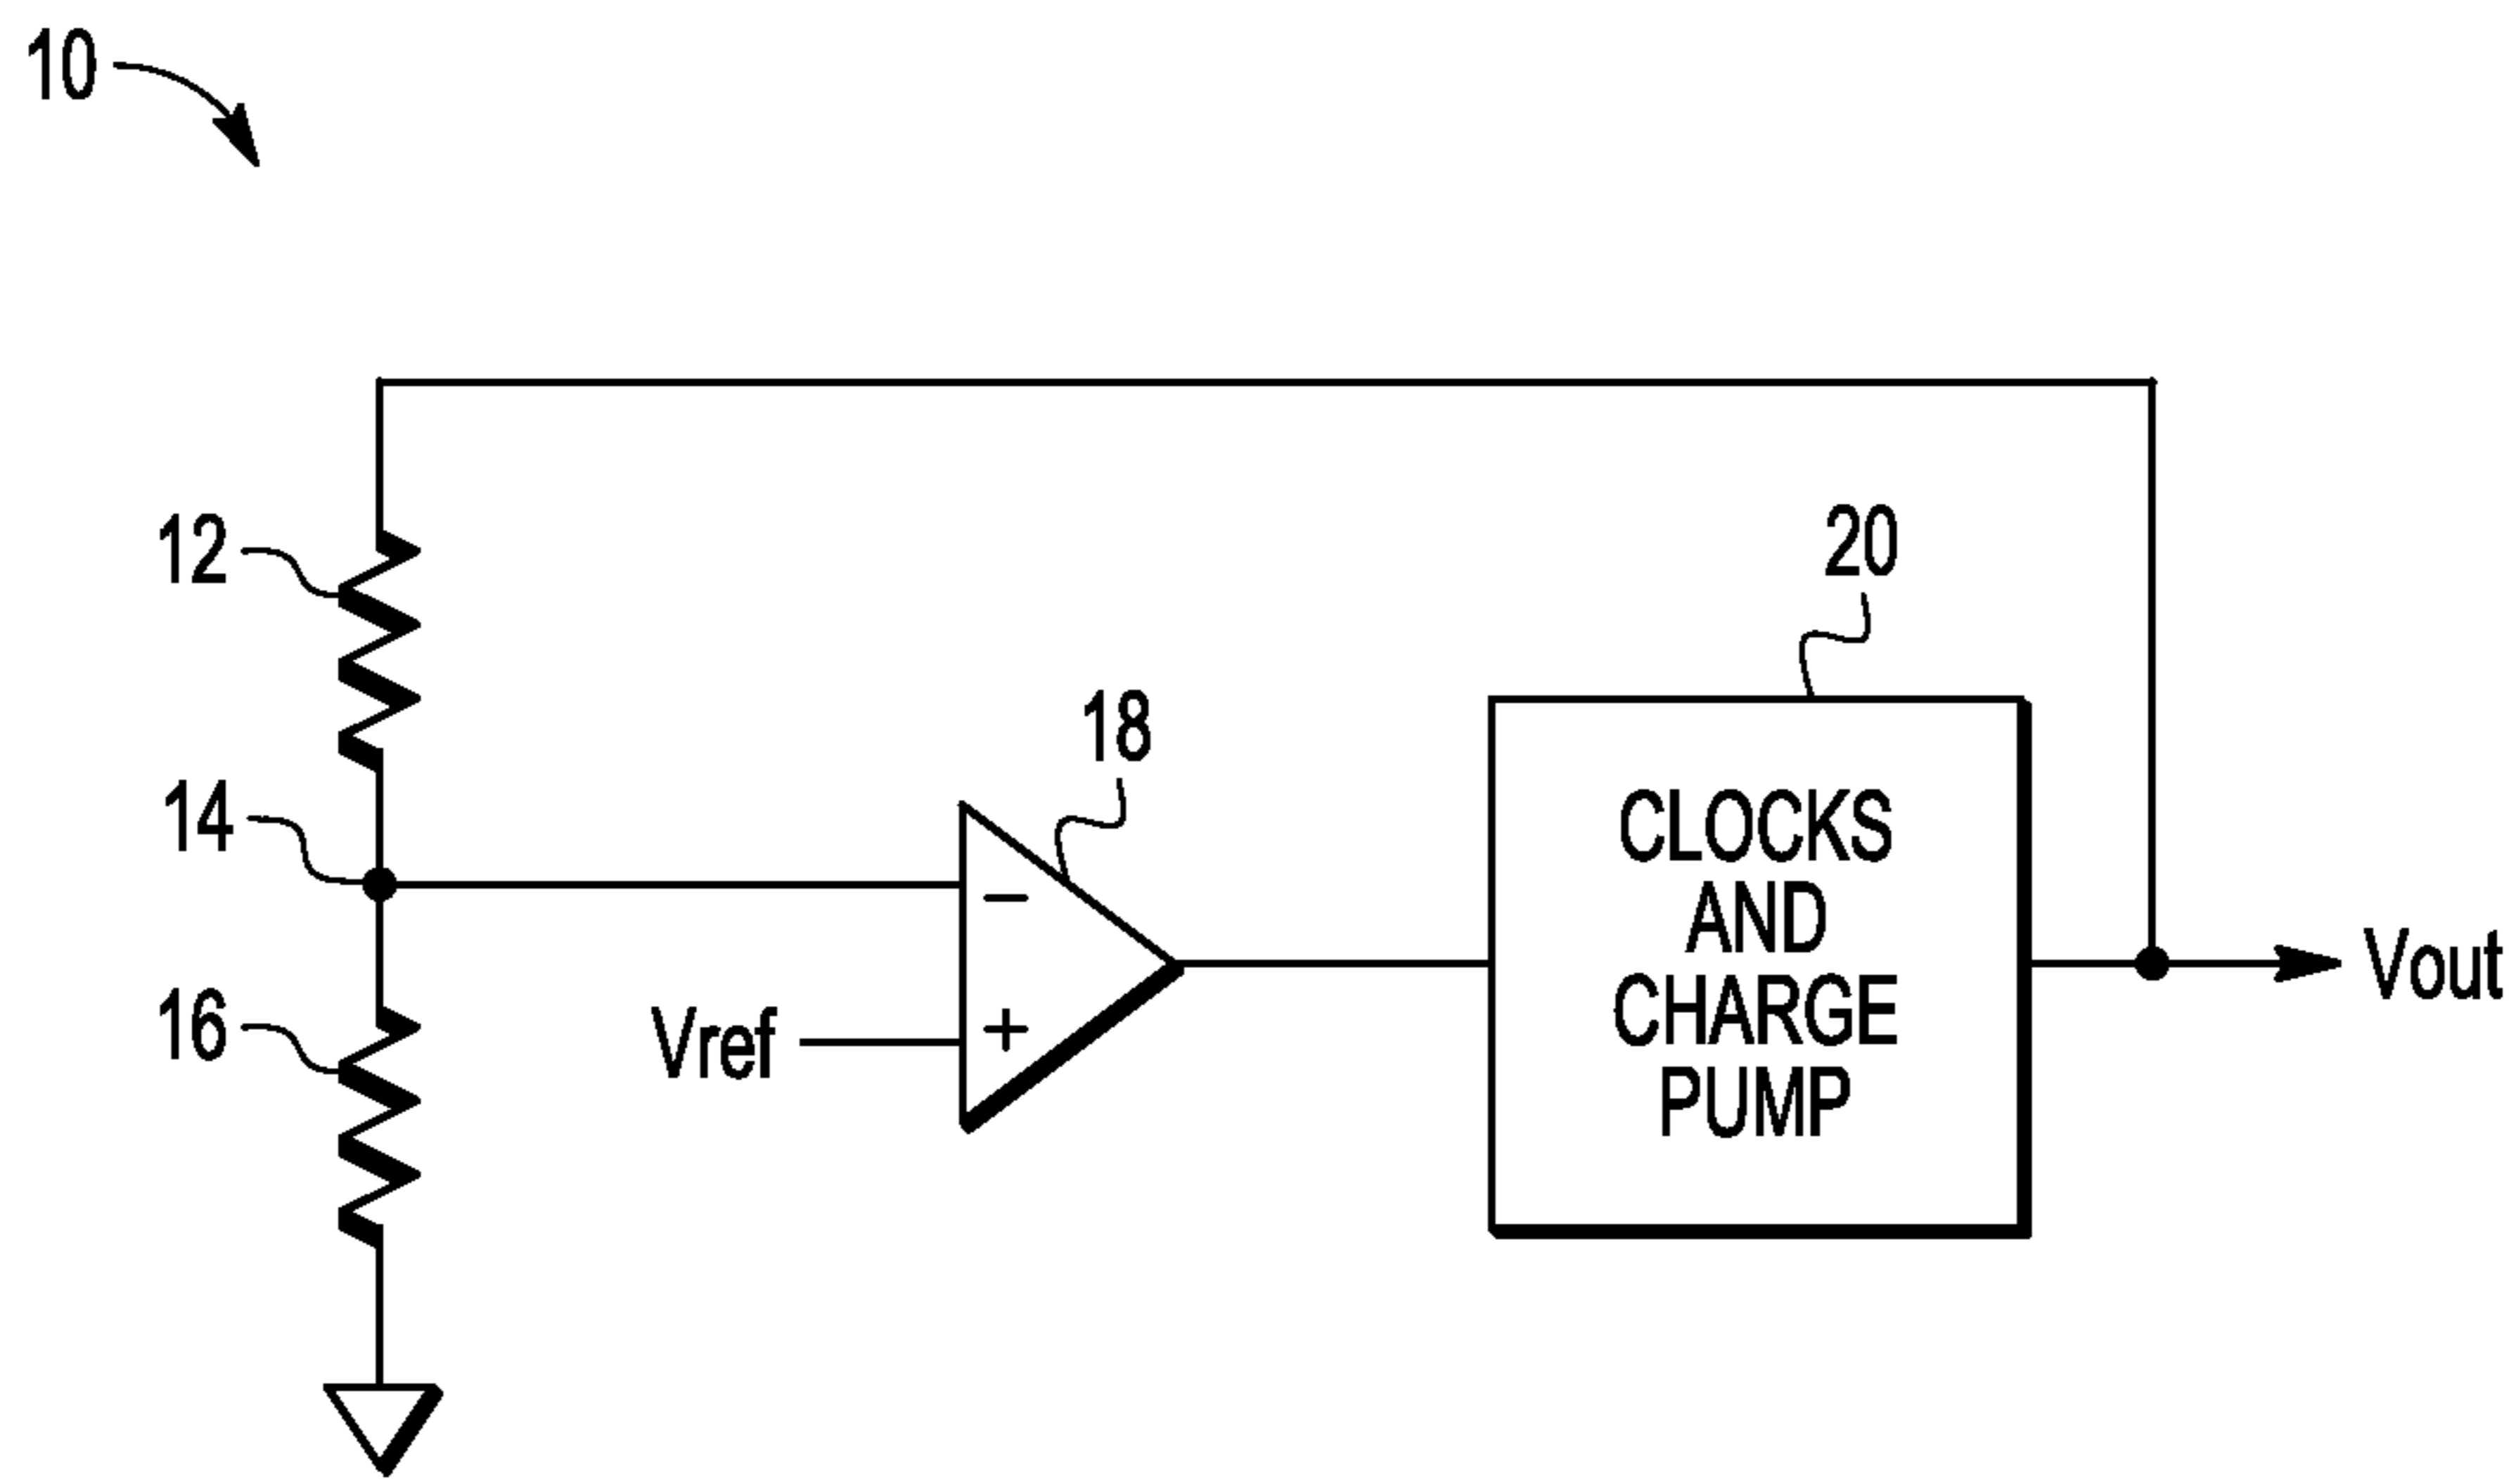 10
12
20
18
14
CLOCKS
AND
CHARGE
PUMP
−
Vout
16
Vref
+